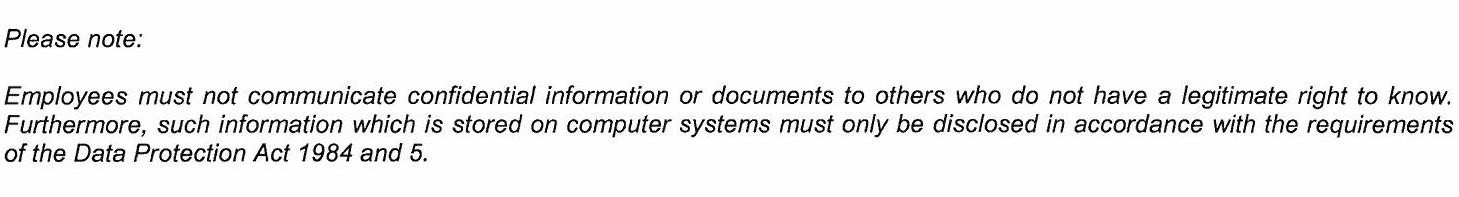 Please note:
Employees must not communicate confidential information or documents to others who do not have a legitimate right to know.
Furthermore, such information which is stored on computer systems must only be disclosed in accordance with the requirements
of the Data Protection Act 1984 and 5.